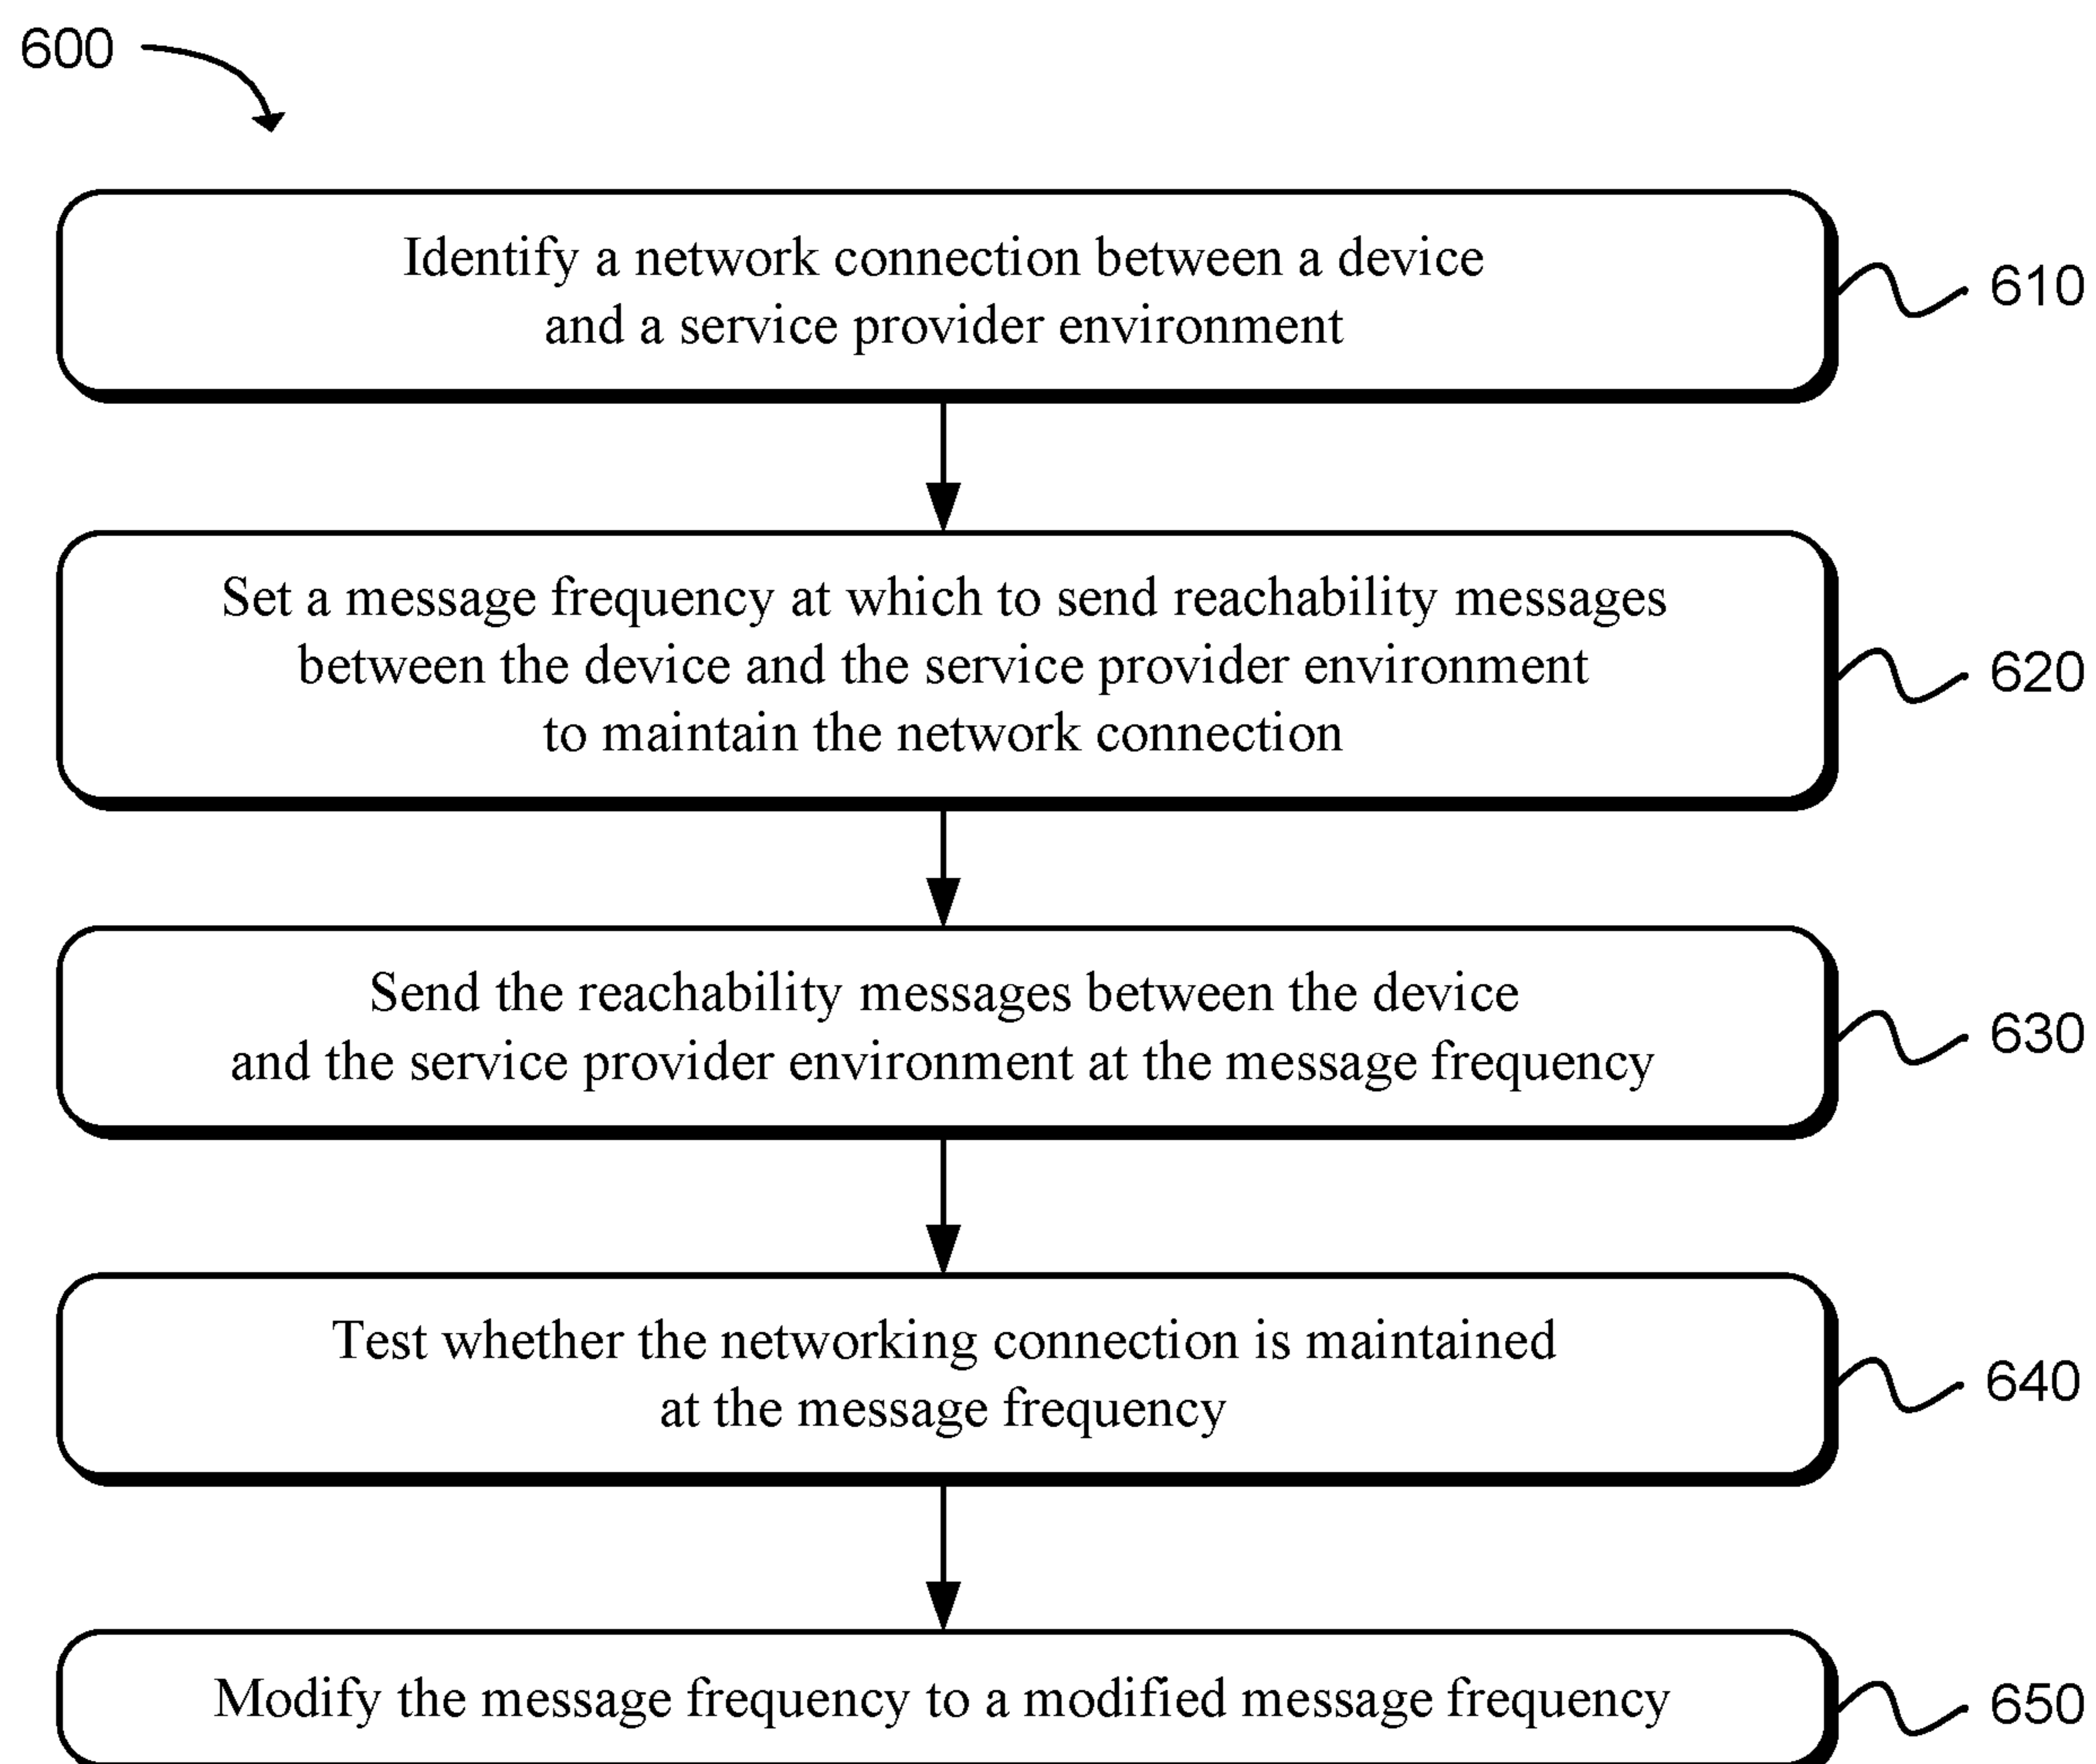 600
Identify a network connection between a device
and a service provider environment
610
Set a message frequency at which to send reachability messages
between the device and the service provider environment
to maintain the network connection
620
Send the reachability messages between the device
and the service provider environment at the message frequency
630
Test whether the networking connection is maintained
at the message frequency
640
Modify the message frequency to a modified message frequency
650